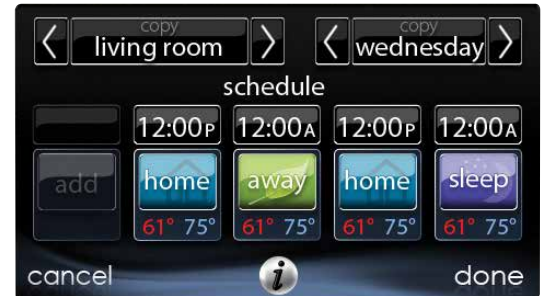 copy copy
living room wednesday
schedule
12:00P 12:00A 12:00P 12:00A
add home away home sleep
61° 75° 61° 75° 61° 75° 61° 75°
cancel i done